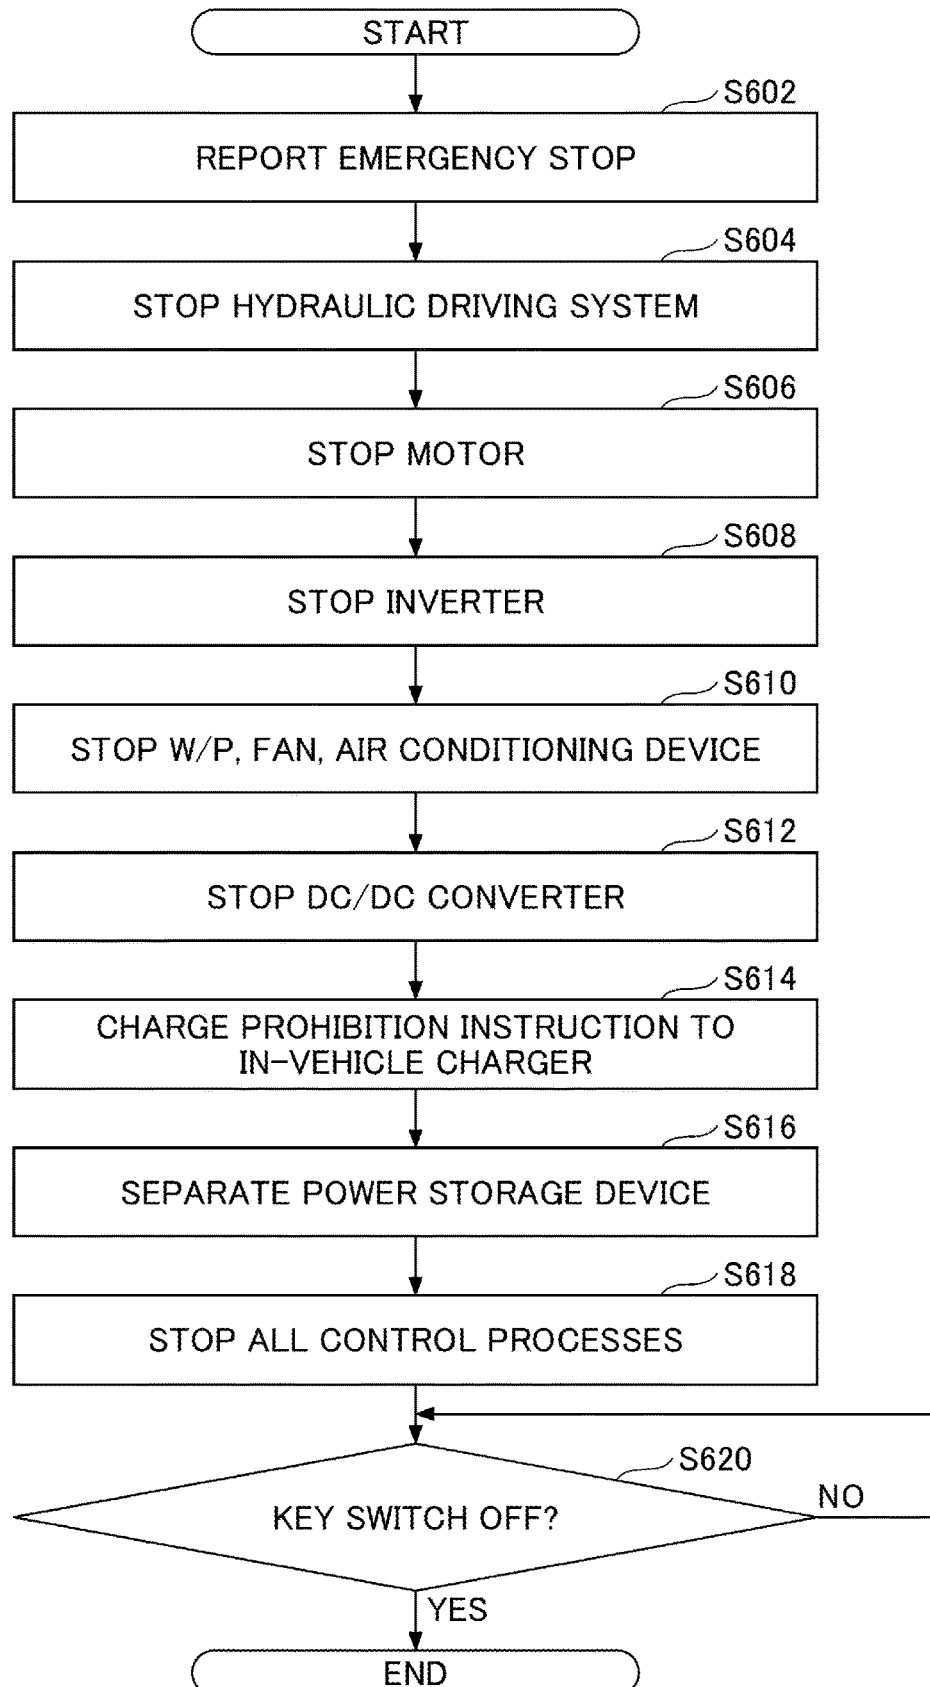 START
S602
REPORT EMERGENCY STOP
S604
STOP HYDRAULIC DRIVING SYSTEM
S606
STOP MOTOR
S608
STOP INVERTER
S610
STOP W/P, FAN, AIR CONDITIONING DEVICE
S612
STOP DC/DC CONVERTER
S614
CHARGE PROHIBITION INSTRUCTION TO
IN-VEHICLE CHARGER
S616
SEPARATE POWER STORAGE DEVICE
S618
STOP ALL CONTROL PROCESSES
S620
KEY SWITCH OFF?
NO
YES
END